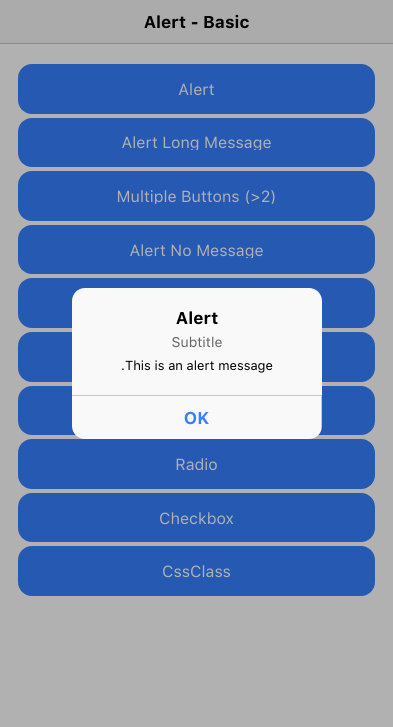 Alert - Basic
Alert
Alert Long Message
Multiple Buttons (>2)
Alert No Message
Alert
Subtitle
.This is an alert message
OK
Radio
Checkbox
CssClass